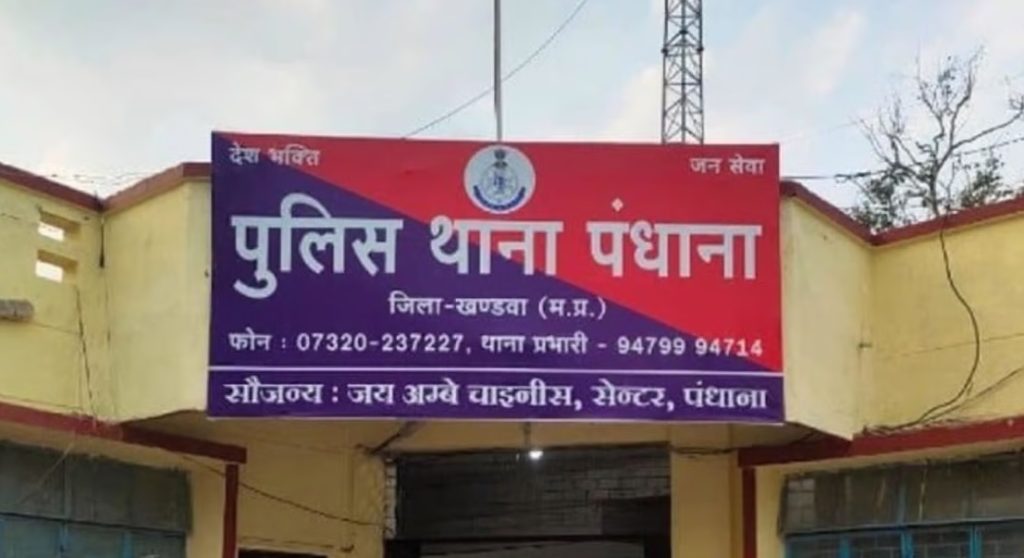 देश भक्ति जन सेवा
पुलिस थाना पंधाना
जिला-खण्डवा (म.प्र.)
फोन : 07320-237227, थाना प्रभारी - 94799 94714
सौजन्य : जय अम्बे चाइनीस, सेन्टर, पंधाना